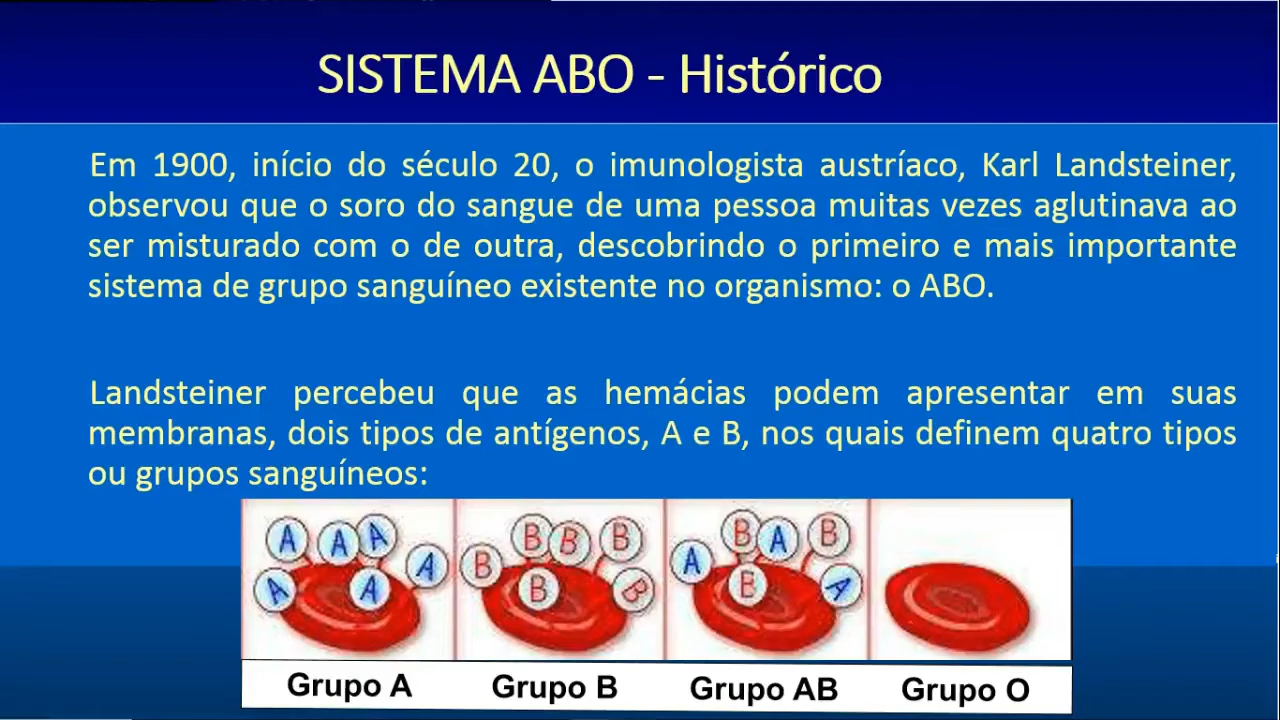 SISTEMA ABO - Histórico
Em 1900, início do século 20, o imunologista austríaco, Karl Landsteiner,
observou que o soro do sangue de uma pessoa muitas vezes aglutinava ao
ser misturado com o de outra, descobrindo o primeiro e mais importante
sistema de grupo sanguíneo existente no organismo: o ABO.
Landsteiner percebeu que as hemácias podem apresentar em suas
membranas, dois tipos de antígenos, A e B, nos quais definem quatro tipos
ou grupos sanguíneos:
A A A A A A
B B B B B B
B A B A B A
Grupo A Grupo B Grupo AB Grupo O